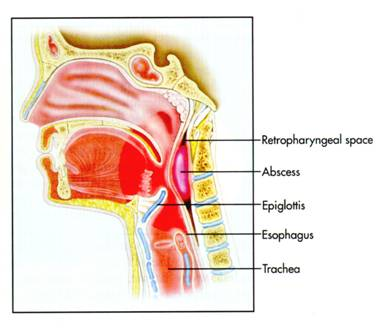 Retropharyngeal space
Abscess
Epiglottis
Esophagus
Trachea